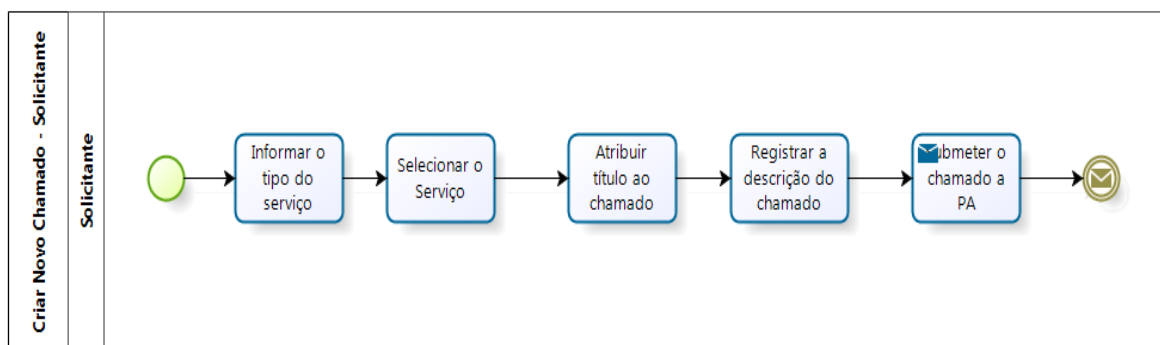 Criar Novo Chamado - Solicitante
Solicitante
Informar o
tipo do
serviço
Selecionar o
Serviço
Atribuir
título ao
chamado
Registrar a
descrição do
chamado
ubmeter o
chamado a
PA